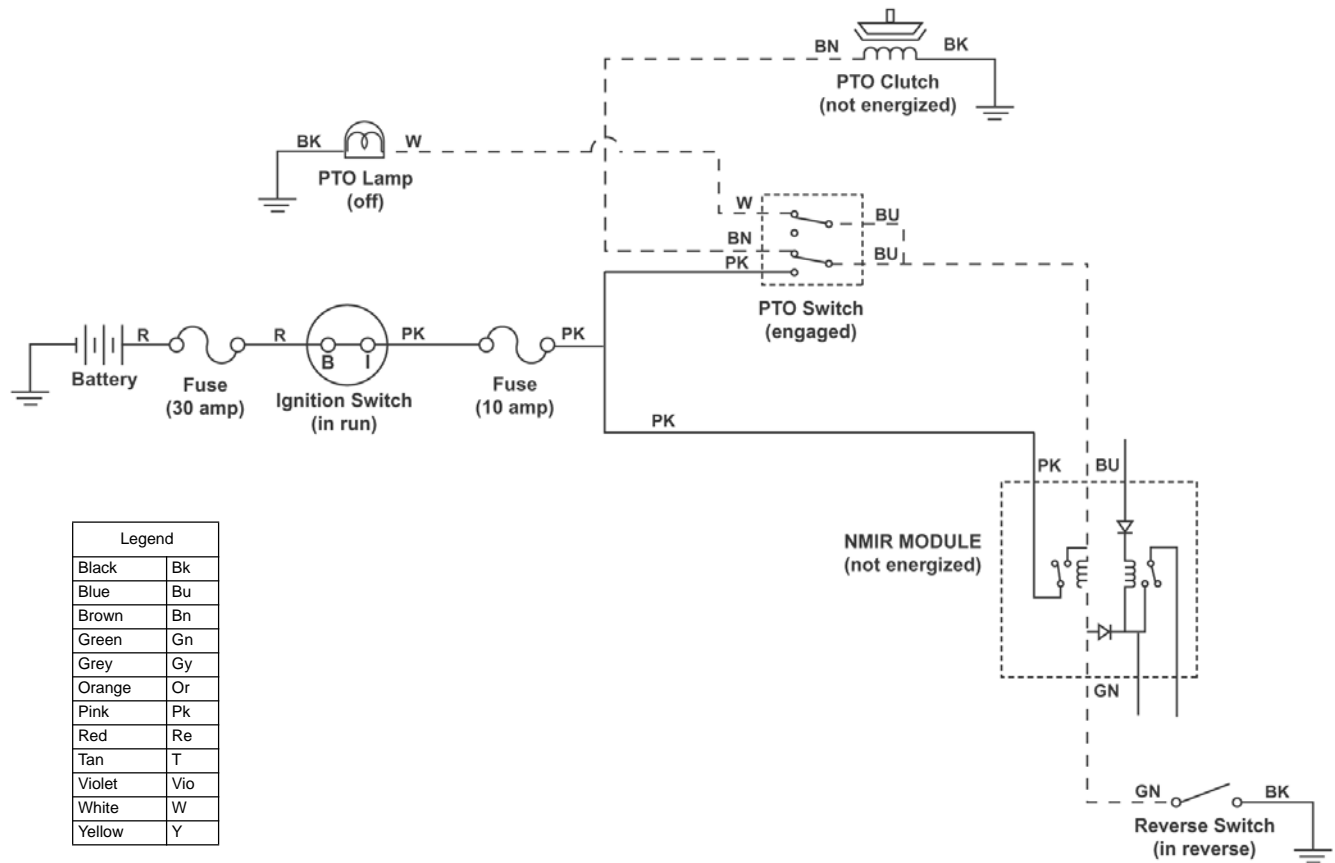 BN
BK
PTO Clutch
(not energized)
BK
W
PTO Lamp
(off)
W
BU
BN
BU
PK
PTO Switch
(engaged)
R
R
PK
PK
B
I
Battery
Fuse
(30 amp)
Ignition Switch
(in run)
Fuse
(10 amp)
PK
PK
BU
NMIR MODULE
(not energized)
GN
Legend
Black Bk
Blue Bu
Brown Bn
Green Gn
Grey Gy
Orange Or
Pink Pk
Red Re
Tan T
Violet Vio
White W
Yellow Y
GN
BK
Reverse Switch
(in reverse)